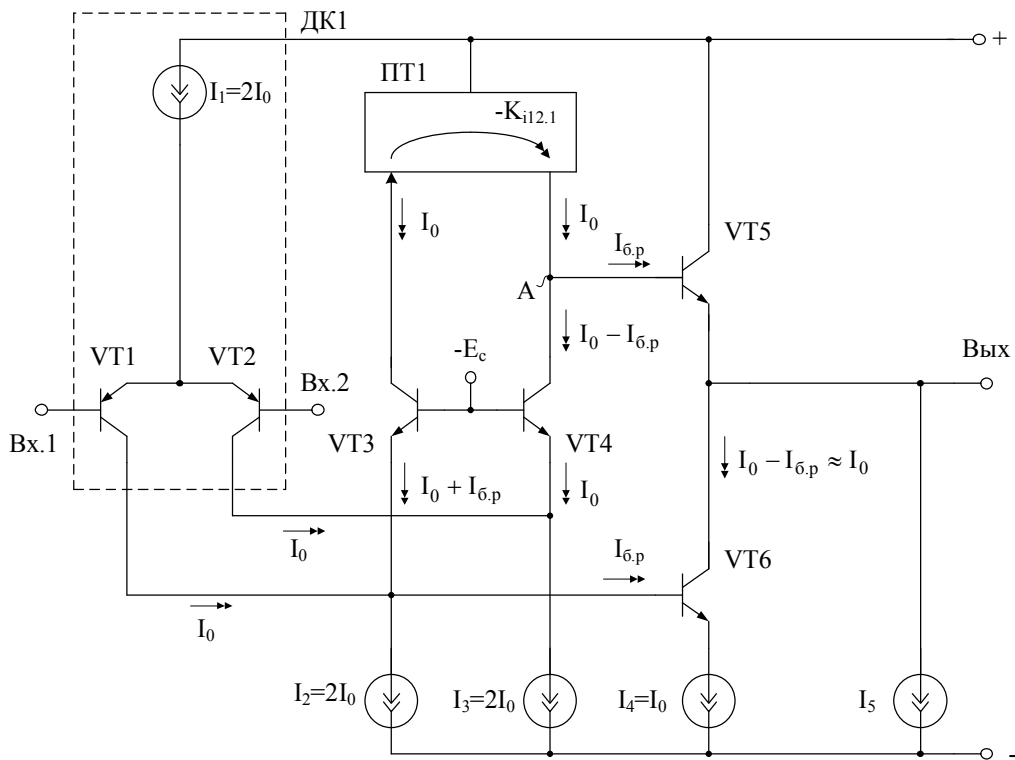 ДК1
+
I₁=2I₀
ПТ1
-Kᵢ₁₂.₁
I₀
I₀
Iб.р
VT5
A
I₀ − Iб.р
-Eс
Вых
VT1
VT2
Вх.2
Вх.1
VT3
VT4
I₀ + Iб.р
I₀
I₀ − Iб.р ≈ I₀
I₀
Iб.р
VT6
I₀
I₂=2I₀
I₃=2I₀
I₄=I₀
I₅
-